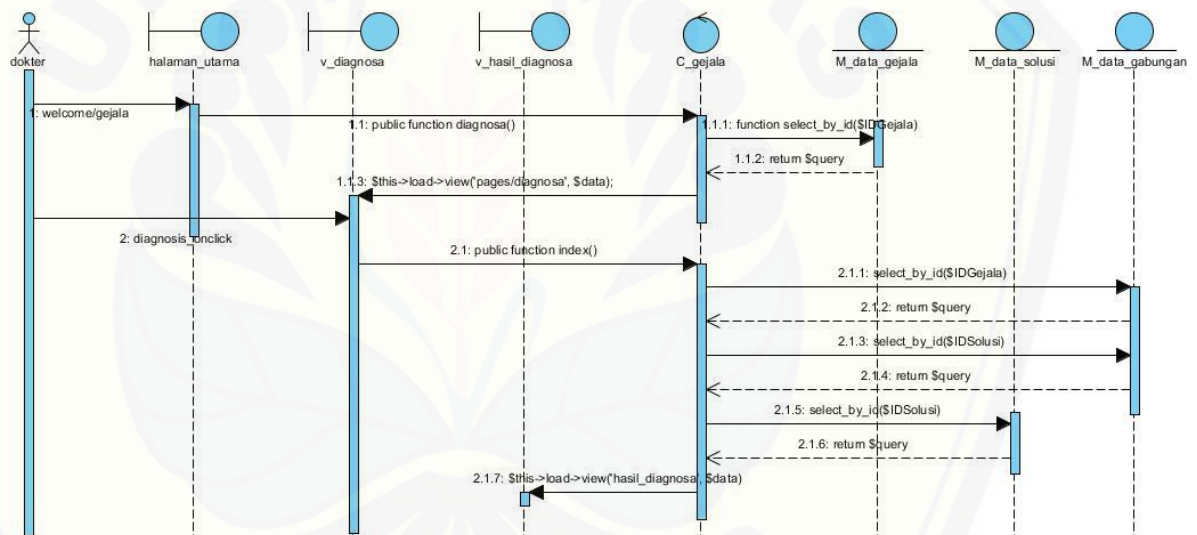 dokter
halaman_utama
v_diagnosa
v_hasil_diagnosa
C_gejala
M_data_gejala
M_data_solusi
M_data_gabungan
1: welcome/gejala
1.1: public function diagnosa()
1.1.1: function select_by_id($IDGejala)
1.1.2: return $query
1.1.3: $this->load->view('pages/diagnosa', $data);
2: diagnosis_onclick
2.1: public function index()
2.1.1: select_by_id($IDGejala)
2.1.2: return $query
2.1.3: select_by_id($IDSolusi)
2.1.4: return $query
2.1.5: select_by_id($IDSolusi)
2.1.6: return $query
2.1.7: $this->load->view('hasil_diagnosa', $data)